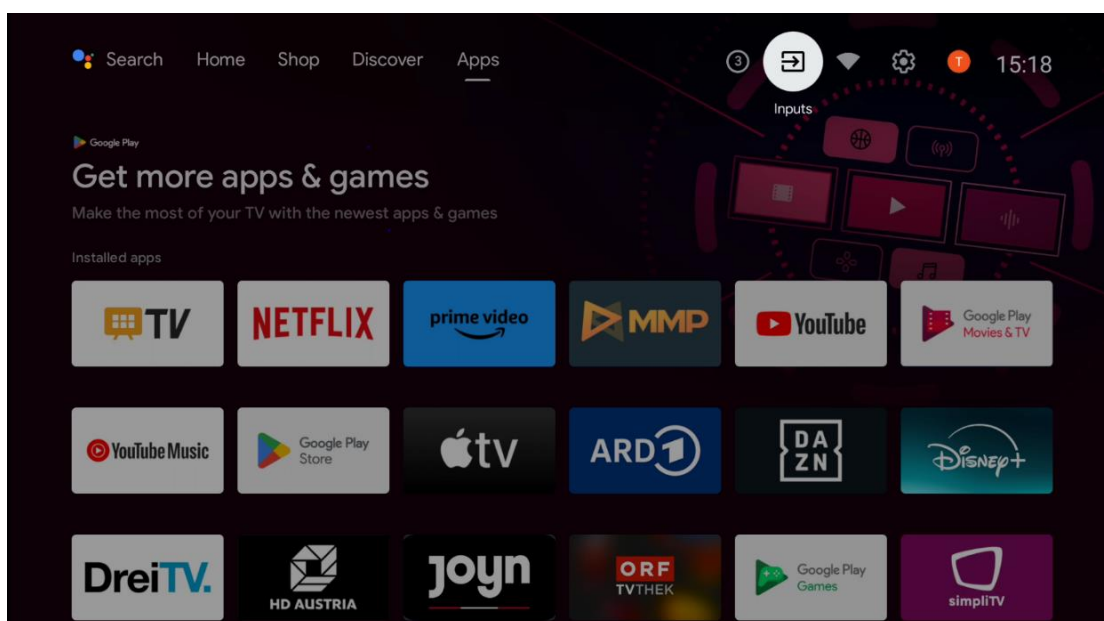 Search Home Shop Discover Apps 3 T 15:18
Inputs
Google Play
Get more apps & games
Make the most of your TV with the newest apps & games
Installed apps
TV
NETFLIX
prime video
MMP
YouTube
Google Play
Movies & TV
YouTube Music
Google Play
Store
tv
ARD 1
DA
ZN
Disney+
DreiTV.
HD AUSTRIA
joyn
ORF
TVTHEK
Google Play
Games
simpliTV